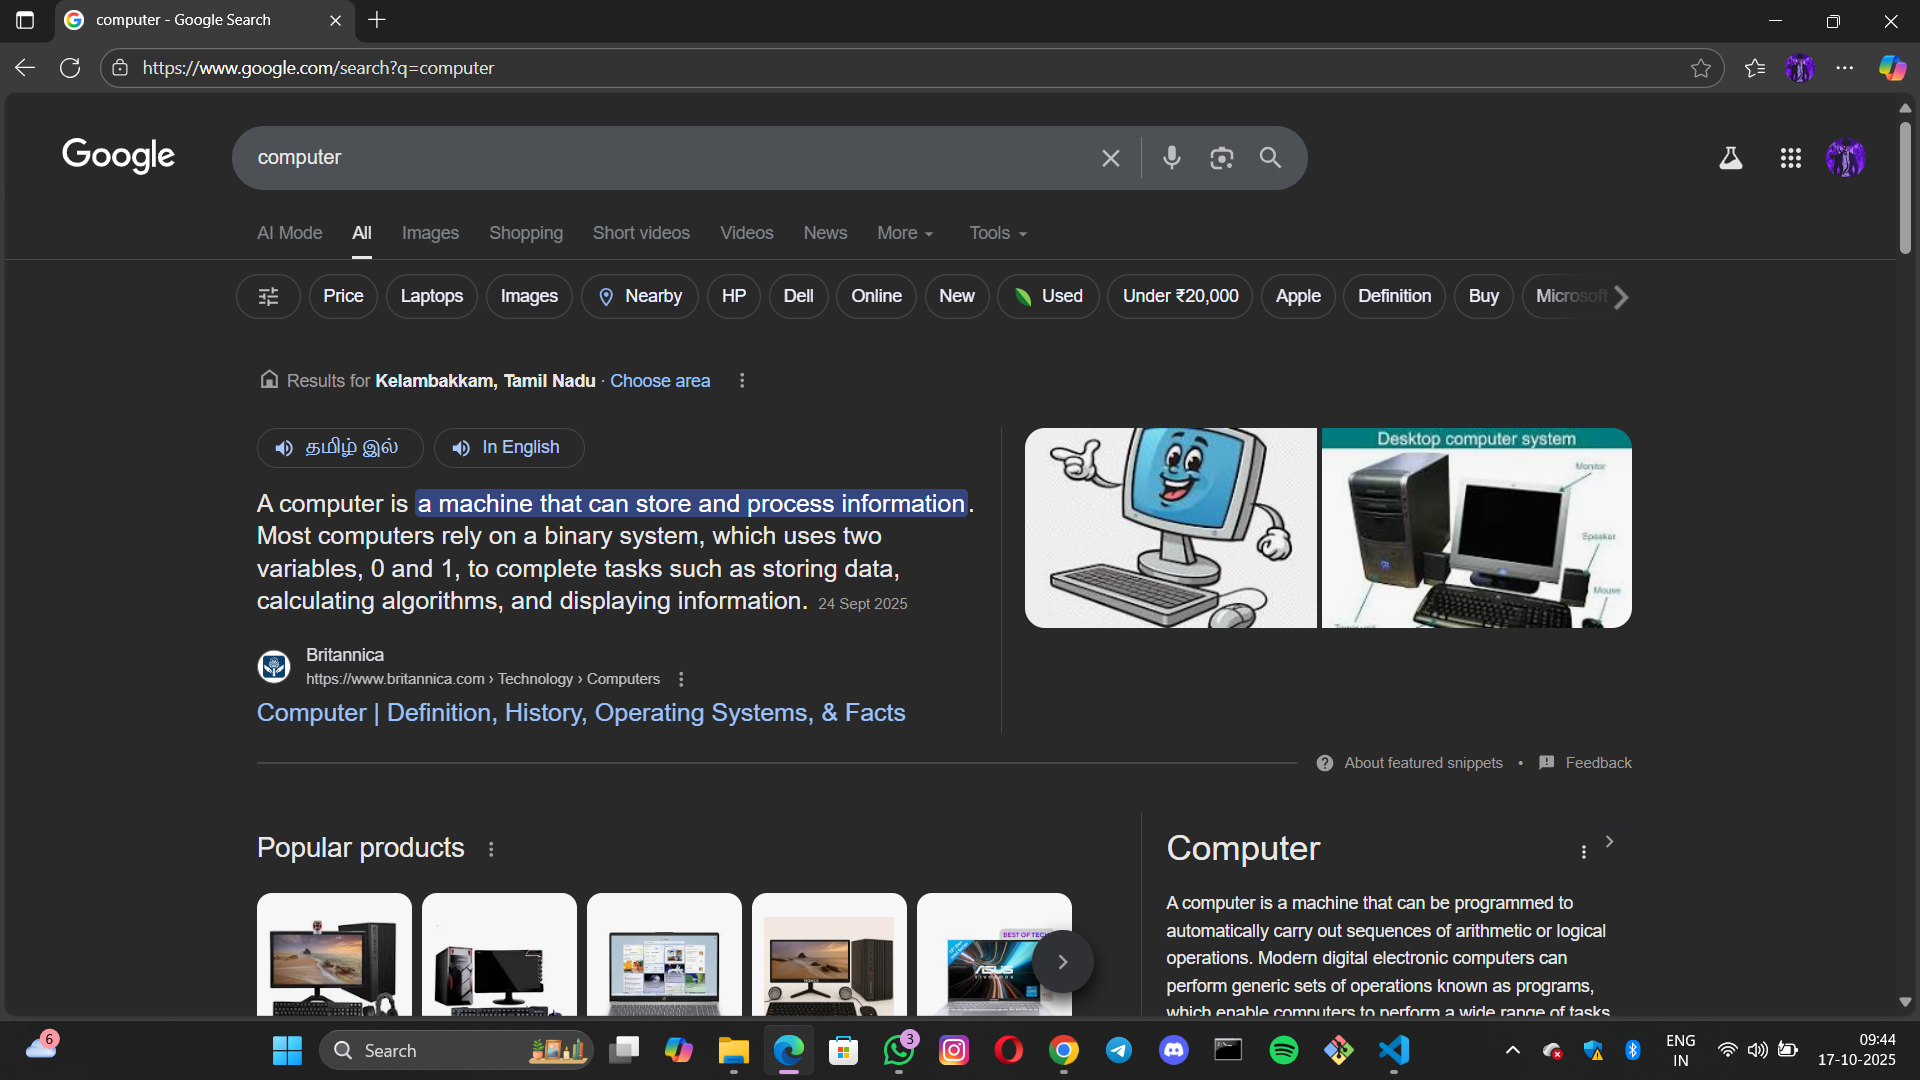 computer - Google Search
https://www.google.com/search?q=computer
Google
computer
AI Mode
All
Images
Shopping
Short videos
Videos
News
More
Tools
Price
Laptops
Images
Nearby
HP
Dell
Online
New
Used
Under ₹20,000
Apple
Definition
Buy
Microsoft
Results for Kelambakkam, Tamil Nadu · Choose area
தமிழ் இல்
In English
A computer is a machine that can store and process information.
Most computers rely on a binary system, which uses two
variables, 0 and 1, to complete tasks such as storing data,
calculating algorithms, and displaying information. 24 Sept 2025
Desktop computer system
Monitor
Speaker
Mouse
Britannica
https://www.britannica.com › Technology › Computers
Computer | Definition, History, Operating Systems, & Facts
About featured snippets • Feedback
Popular products
BEST OF TECH
ASUS
Computer
A computer is a machine that can be programmed to
automatically carry out sequences of arithmetic or logical
operations. Modern digital electronic computers can
perform generic sets of operations known as programs,
which enable computers to perform a wide range of tasks
6
Search
3
ENG
IN
09:44
17-10-2025